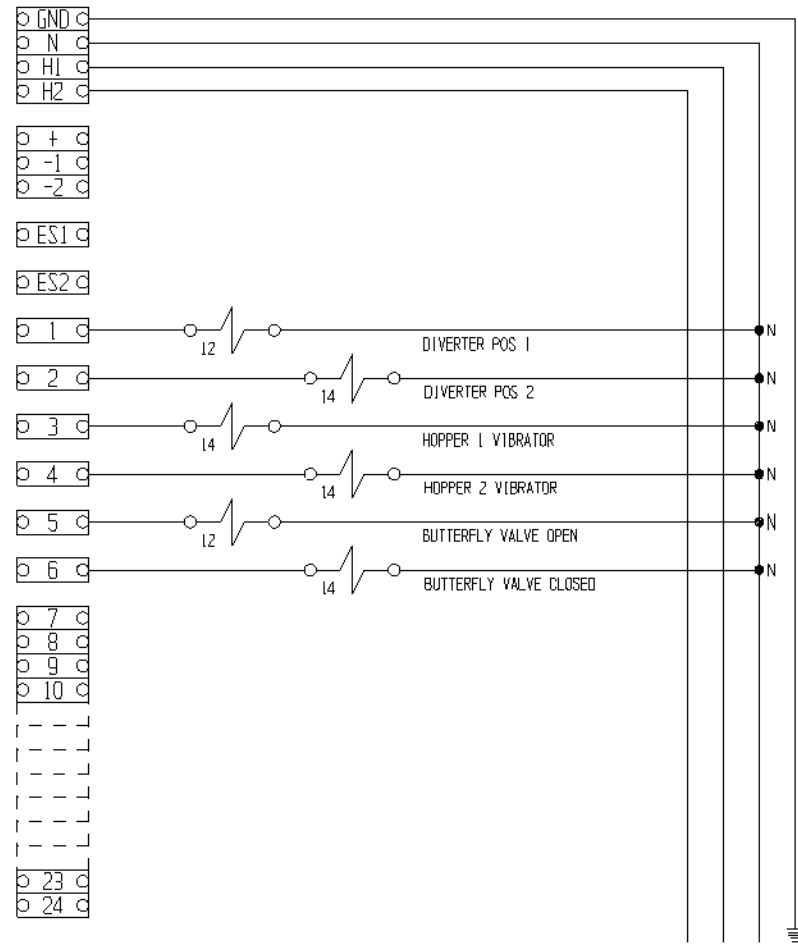 GND
N
H1
H2
+
-1
-2
ES1
ES2
1
12
DIVERTER POS 1
N
2
14
DIVERTER POS 2
N
3
14
HOPPER 1 VIBRATOR
N
4
14
HOPPER 2 VIBRATOR
N
5
12
BUTTERFLY VALVE OPEN
N
6
14
BUTTERFLY VALVE CLOSED
N
7
8
9
10
23
24